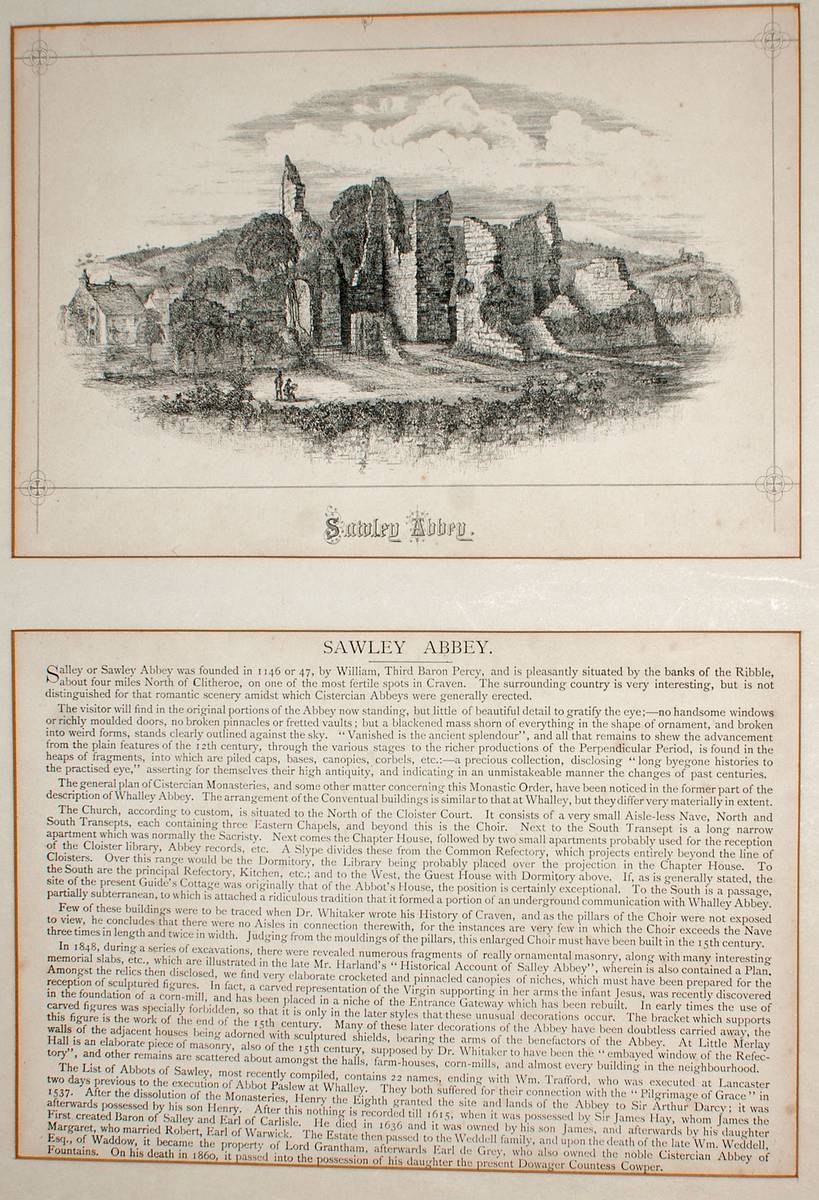 Sawley Abbey.
SAWLEY ABBEY.
Salley or Sawley Abbey was founded in 1146 or 47, by William, Third Baron Percy, and is pleasantly situated by the banks of the Ribble,
about four miles North of Clitheroe, on one of the most fertile spots in Craven. The surrounding country is very interesting, but is not
distinguished for that romantic scenery amidst which Cistercian Abbeys were generally erected.
The visitor will find in the original portions of the Abbey now standing, but little of beautiful detail to gratify the eye;—no handsome windows
or richly moulded doors, no broken pinnacles or fretted vaults; but a blackened mass shorn of everything in the shape of ornament, and broken
into weird forms, stands clearly outlined against the sky. "Vanished is the ancient splendour", and all that remains to shew the advancement
from the plain features of the 12th century, through the various stages to the richer productions of the Perpendicular Period, is found in the
heaps of fragments, into which are piled caps, bases, canopies, corbels, etc.:—a precious collection, disclosing "long byegone histories to
the practised eye," asserting for themselves their high antiquity, and indicating in an unmistakeable manner the changes of past centuries.
The general plan of Cistercian Monasteries, and some other matter concerning this Monastic Order, have been noticed in the former part of the
description of Whalley Abbey. The arrangement of the Conventual buildings is similar to that at Whalley, but they differ very materially in extent.
The Church, according to custom, is situated to the North of the Cloister Court. It consists of a very small Aisle-less Nave, North and
South Transepts, each containing three Eastern Chapels, and beyond this is the Choir. Next to the South Transept is a long narrow
apartment which was normally the Sacristy. Next comes the Chapter House, followed by two small apartments probably used for the reception
of the Cloister library, Abbey records, etc. A Slype divides these from the Common Refectory, which projects entirely beyond the line of
Cloisters. Over this range would be the Dormitory, the Library being probably placed over the projection in the Chapter House. To
the South are the principal Refectory, Kitchen, etc.; and to the West, the Guest House with Dormitory above. If, as is generally stated, the
site of the present Guide's Cottage was originally that of the Abbot's House, the position is certainly exceptional. To the South is a passage,
partially subterranean, to which is attached a ridiculous tradition that it formed a portion of an underground communication with Whalley Abbey.
Few of these buildings were to be traced when Dr. Whitaker wrote his History of Craven, and as the pillars of the Choir were not exposed
to view, he concludes that there were no Aisles in connection therewith, for the instances are very few in which the Choir exceeds the Nave
three times in length and twice in width. Judging from the mouldings of the pillars, this enlarged Choir must have been built in the 15th century.
In 1848, during a series of excavations, there were revealed numerous fragments of really ornamental masonry, along with many interesting
memorial slabs, etc., which are illustrated in the late Mr. Harland's "Historical Account of Salley Abbey", wherein is also contained a Plan.
Amongst the relics then disclosed, we find very elaborate crocketed and pinnacled canopies of niches, which must have been prepared for the
reception of sculptured figures. In fact, a carved representation of the Virgin supporting in her arms the infant Jesus, was recently discovered
in the foundation of a corn-mill, and has been placed in a niche of the Entrance Gateway which has been rebuilt. In early times the use of
carved figures was specially forbidden, so that it is only in the later styles that these unusual decorations occur. The bracket which supports
this figure is the work of the end of the 15th century. Many of these later decorations of the Abbey have been doubtless carried away, the
walls of the adjacent houses being adorned with sculptured shields, bearing the arms of the benefactors of the Abbey. At Little Merlay
Hall is an elaborate piece of masonry, also of the 15th century, supposed by Dr. Whitaker to have been the "embayed window of the Refec-
tory", and other remains are scattered about amongst the halls, farm-houses, corn-mills, and almost every building in the neighbourhood.
The List of Abbots of Sawley, most recently compiled, contains 22 names, ending with Wm. Trafford, who was executed at Lancaster
two days previous to the execution of Abbot Paslew at Whalley. They both suffered for their connection with the "Pilgrimage of Grace" in
1537. After the dissolution of the Monasteries, Henry the Eighth granted the site and lands of the Abbey to Sir Arthur Darcy; it was
afterwards possessed by his son Henry. After this nothing is recorded till 1615, when it was possessed by Sir James Hay, whom James the
First created Baron of Salley and Earl of Carlisle. He died in 1636 and it was owned by his son James, and afterwards by his daughter
Margaret, who married Robert, Earl of Warwick. The Estate then passed to the Weddell family, and upon the death of the late Wm. Weddell,
Esq., of Waddow, it became the property of Lord Grantham, afterwards Earl de Grey, who also owned the noble Cistercian Abbey of
Fountains. On his death in 1860, it passed into the possession of his daughter the present Dowager Countess Cowper.